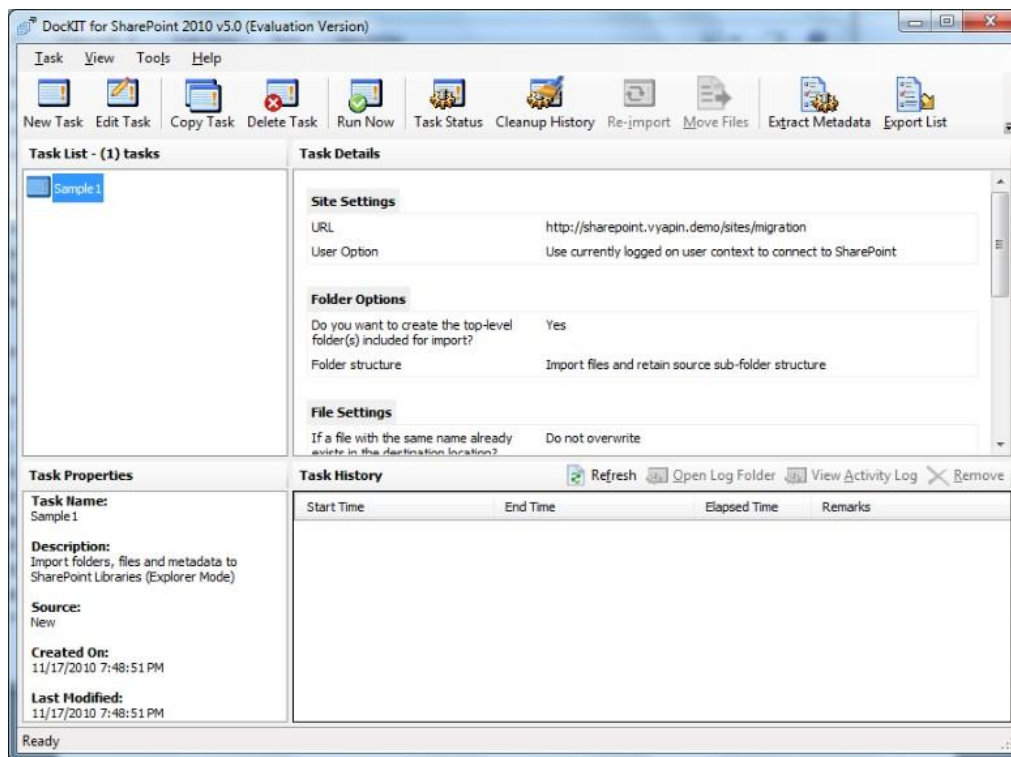 DocKIT for SharePoint 2010 v5.0 (Evaluation Version)
Task View Tools Help
New Task Edit Task Copy Task Delete Task Run Now Task Status Cleanup History Re-import Move Files Extract Metadata Export List
Task List - (1) tasks
Sample1
Task Details
Site Settings
URL http://sharepoint.vyapin.demo/sites/migration
User Option Use currently logged on user context to connect to SharePoint
Folder Options
Do you want to create the top-level Yes
folder(s) included for import?
Folder structure Import files and retain source sub-folder structure
File Settings
If a file with the same name already Do not overwrite
exists in the destination location?
Task Properties
Task Name:
Sample1
Description:
Import folders, files and metadata to
SharePoint Libraries (Explorer Mode)
Source:
New
Created On:
11/17/2010 7:48:51 PM
Last Modified:
11/17/2010 7:48:51 PM
Task History Refresh Open Log Folder View Activity Log Remove
Start Time End Time Elapsed Time Remarks
Ready